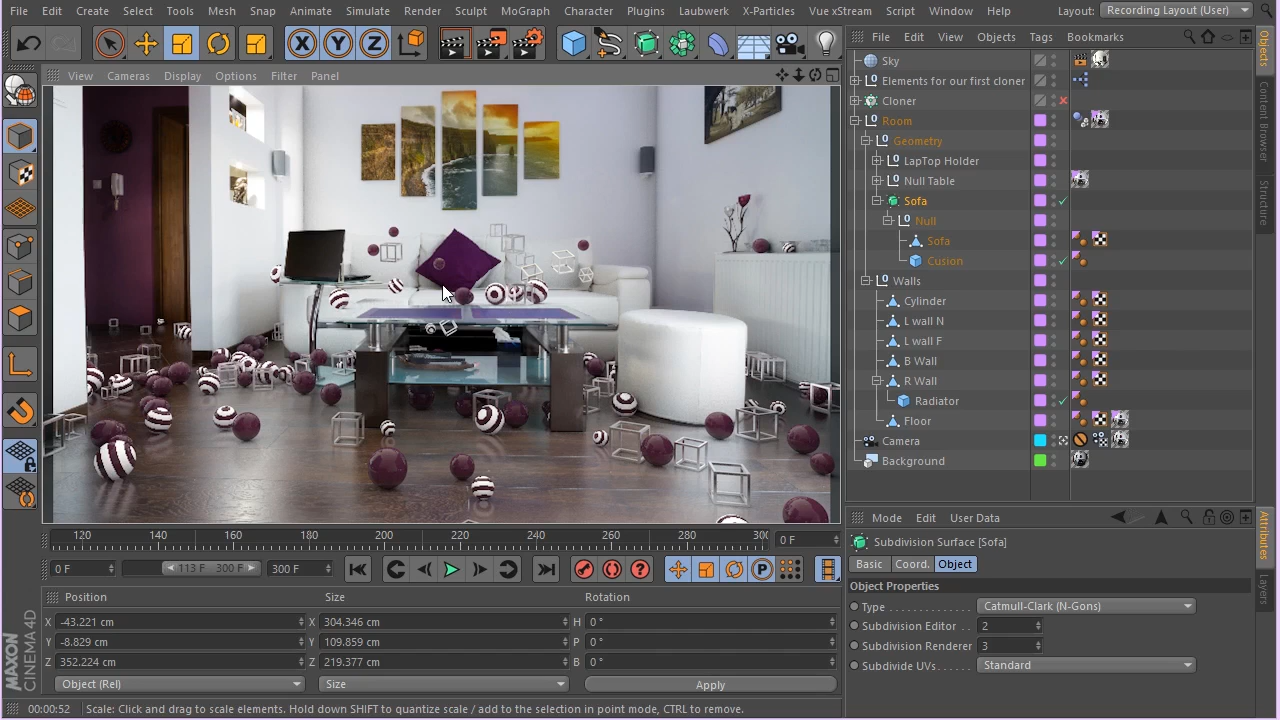 File Edit Create Select Tools Mesh Snap Animate Simulate Render Sculpt MoGraph Character Plugins Laubwerk X-Particles Vue xStream Script Window Help Layout: Recording Layout (User)
X Y Z
File Edit View Objects Tags Bookmarks
View Cameras Display Options Filter Panel
Sky
Elements for our first cloner
Cloner
Room
Geometry
LapTop Holder
Null Table
Sofa
Null
Sofa
Cusion
Walls
Cylinder
L wall N
L wall F
B Wall
R Wall
Radiator
Floor
Camera
Background
Objects
Content Browser
Structure
120 140 160 180 200 220 240 260 280 300 0 F
0 F 113 F 300 F 300 F P
Position Size Rotation
X -43.221 cm X 304.346 cm H 0 °
Y -8.829 cm Y 109.859 cm P 0 °
Z 352.224 cm Z 219.377 cm B 0 °
Object (Rel) Size Apply
MAXON
CINEMA 4D
00:00:52 Scale: Click and drag to scale elements. Hold down SHIFT to quantize scale / add to the selection in point mode, CTRL to remove.
Mode Edit User Data
Subdivision Surface [Sofa]
Basic Coord. Object
Object Properties
Type Catmull-Clark (N-Gons)
Subdivision Editor 2
Subdivision Renderer 3
Subdivide UVs Standard
Attributes
Layers